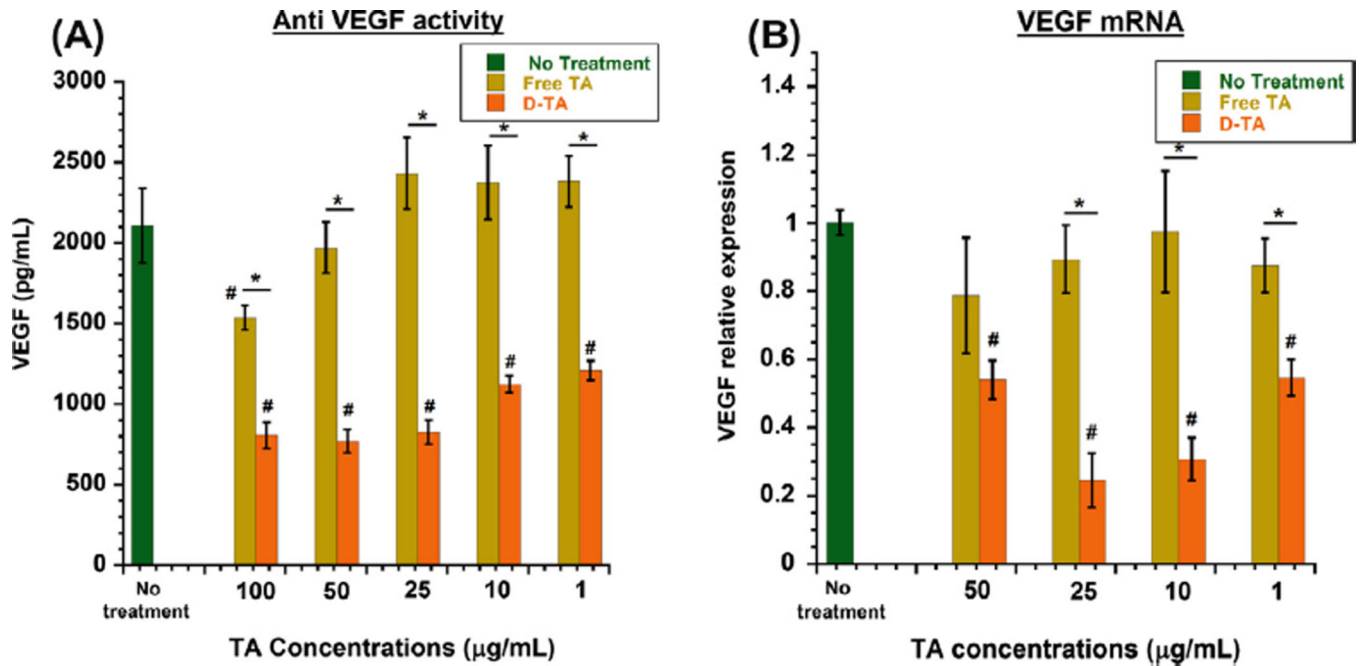 (A)
Anti VEGF activity
No Treatment
Free TA
D-TA
VEGF (pg/mL)
3000
2500
2000
1500
1000
500
0
*
*
*
*
*
#
#
#
#
#
#
No treatment
100
50
25
10
1
TA Concentrations (μg/mL)
(B)
VEGF mRNA
No Treatment
Free TA
D-TA
VEGF relative expression
1.4
1.2
1
0.8
0.6
0.4
0.2
0
*
*
*
#
#
#
#
No treatment
50
25
10
1
TA concentrations (μg/mL)